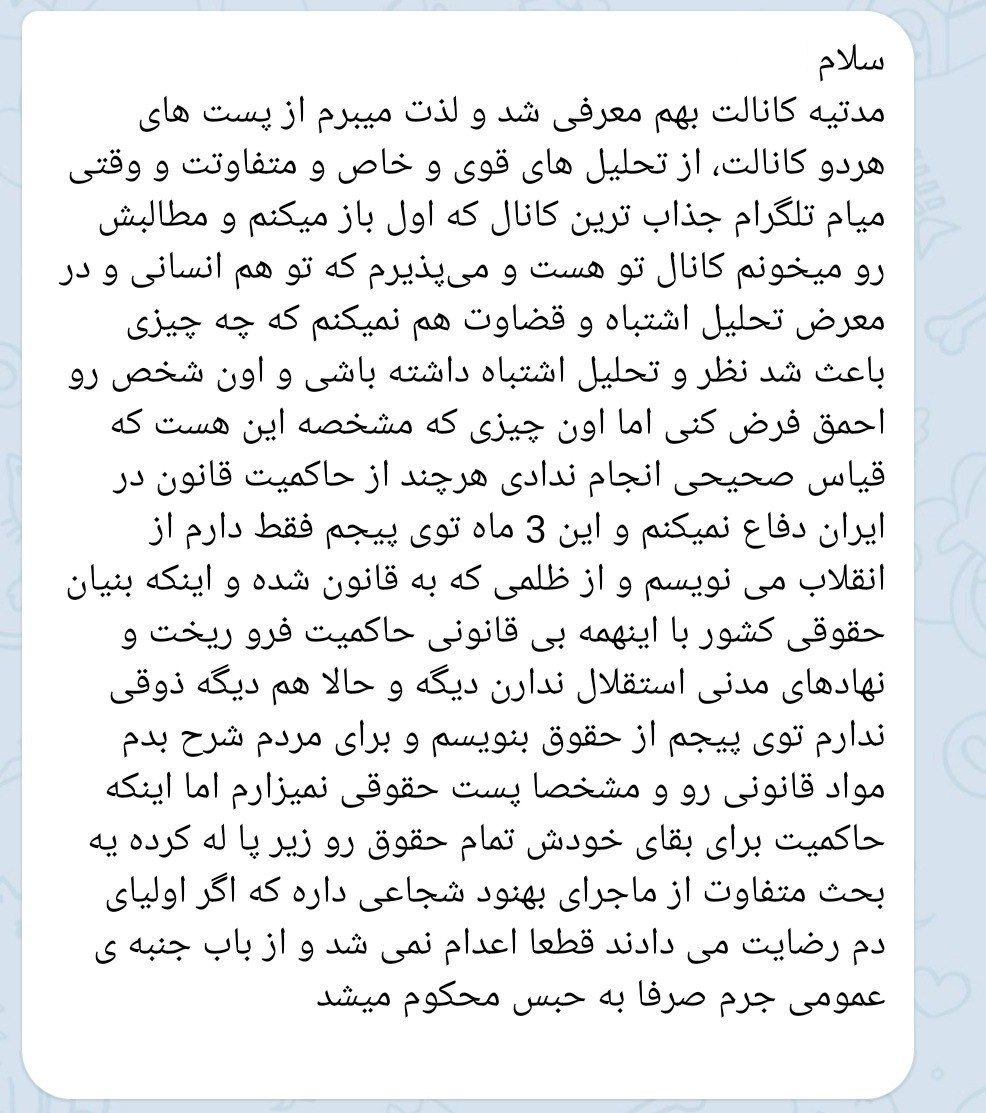 سلام
مدتیه کانالت بهم معرفی شد و لذت میبرم از پست های
هردو کانالت، از تحلیل های قوی و خاص و متفاوتت و وقتی
میام تلگرام جذاب ترین کانال که اول باز میکنم و مطالبش
رو میخونم کانال تو هست و می‌پذیرم که تو هم انسانی و در
معرض تحلیل اشتباه و قضاوت هم نمیکنم که چه چیزی
باعث شد نظر و تحلیل اشتباه داشته باشی و اون شخص رو
احمق فرض کنی اما اون چیزی که مشخصه این هست که
قیاس صحیحی انجام ندادی هرچند از حاکمیت قانون در
ایران دفاع نمیکنم و این 3 ماه توی پیجم فقط دارم از
انقلاب می نویسم و از ظلمی که به قانون شده و اینکه بنیان
حقوقی کشور با اینهمه بی قانونی حاکمیت فرو ریخت و
نهادهای مدنی استقلال ندارن دیگه و حالا هم دیگه ذوقی
ندارم توی پیجم از حقوق بنویسم و برای مردم شرح بدم
مواد قانونی رو و مشخصا پست حقوقی نمیزارم اما اینکه
حاکمیت برای بقای خودش تمام حقوق رو زیر پا له کرده یه
بحث متفاوت از ماجرای بهنود شجاعی داره که اگر اولیای
دم رضایت می دادند قطعا اعدام نمی شد و از باب جنبه ی
عمومی جرم صرفا به حبس محکوم میشد